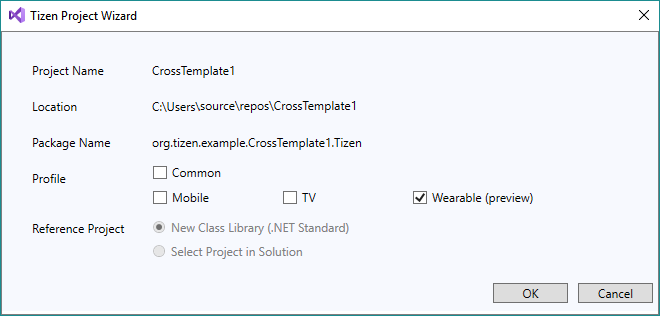 Tizen Project Wizard
Project Name CrossTemplate1
Location C:\Users\source\repos\CrossTemplate1
Package Name org.tizen.example.CrossTemplate1.Tizen
Profile Common
Mobile TV Wearable (preview)
Reference Project New Class Library (.NET Standard)
Select Project in Solution
OK Cancel